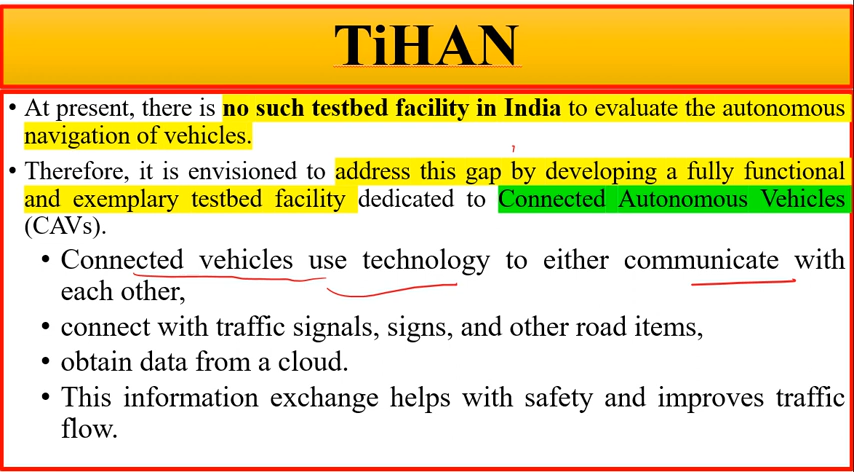 TiHAN
• At present, there is no such testbed facility in India to evaluate the autonomous
navigation of vehicles.
• Therefore, it is envisioned to address this gap by developing a fully functional
and exemplary testbed facility dedicated to Connected Autonomous Vehicles
(CAVs).
• Connected vehicles use technology to either communicate with
each other,
• connect with traffic signals, signs, and other road items,
• obtain data from a cloud.
• This information exchange helps with safety and improves traffic
flow.